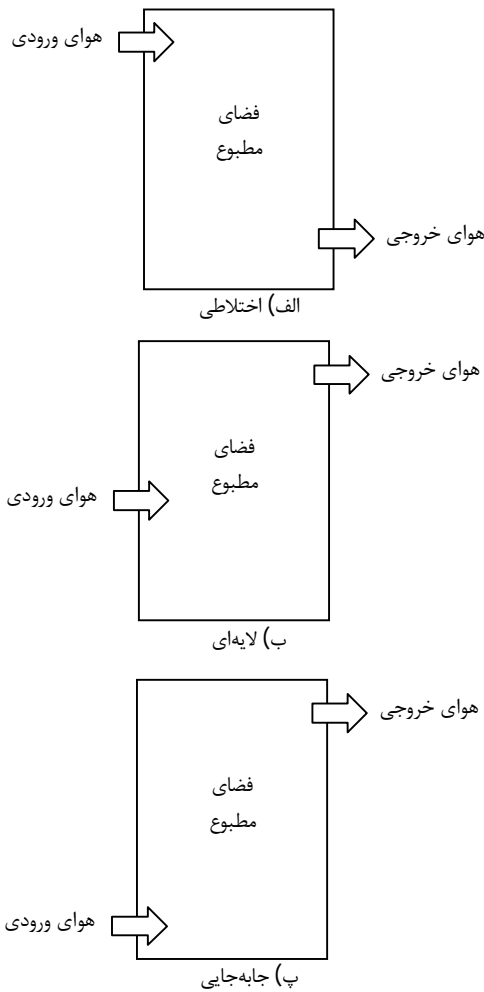 هوای ورودی
فضای
مطبوع
هوای خروجی
الف) اختلاطی
هوای خروجی
فضای
مطبوع
هوای ورودی
ب) لایه‌ای
هوای خروجی
فضای
مطبوع
هوای ورودی
پ) جابه‌جایی